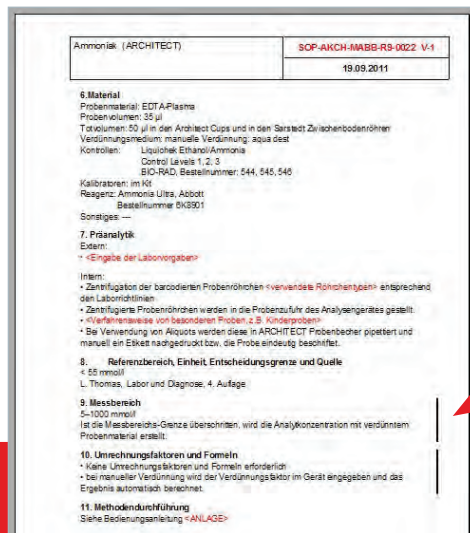 Ammoniak (ARCHITECT)
SOP-AKCH-MABB-R9-0022 V-1
19.09.2011
6.Material
Probenmaterial: EDTA-Plasma
Probenvolumen: 35 µl
Totvolumen: 50 µl in den Architect Cups und in den Sarstedt Zwischenbodenröhren
Verdünnungsmedium: manuelle Verdünnung: aqua dest
Kontrollen: Liquichek Ethanol/Ammonia
Control Levels 1, 2, 3
BIO-RAD, Bestellnummer: 544, 545, 546
Kalibratoren: im Kit
Reagenz: Ammonia Ultra, Abbott
Bestellnummer 6K8901
Sonstiges: ---
7. Präanalytik
Extern:
• <Eingabe der Laborvorgaben>
Intern:
• Zentrifugation der barcodierten Probenröhrchen <verwendete Röhrchentypen> entsprechend
den Laborrichtlinien
• Zentrifugierte Probenröhrchen werden in die Probenzufuhr des Analysengerätes gestellt
• <Verfahrensweise von besonderen Proben, z.B. Kinderproben>
• Bei Verwendung von Aliquots werden diese in ARCHITECT Probenbecher pipettiert und
manuell ein Etikett nachgedruckt bzw. die Probe eindeutig beschriftet.
8. Referenzbereich, Einheit, Entscheidungsgrenze und Quelle
< 55 mmol/l
L. Thomas, Labor und Diagnose, 4. Auflage
9. Messbereich
5–1000 mmol/l
Ist die Messbereichs-Grenze überschritten, wird die Analytkonzentration mit verdünntem
Probenmaterial erstellt.
10. Umrechnungsfaktoren und Formeln
• Keine Umrechnungsfaktoren und Formeln erforderlich
• bei manueller Verdünnung wird der Verdünnungsfaktor im Gerät eingegeben und das
Ergebnis automatisch berechnet.
11. Methodendurchführung
Siehe Bedienungsanleitung <ANLAGE>